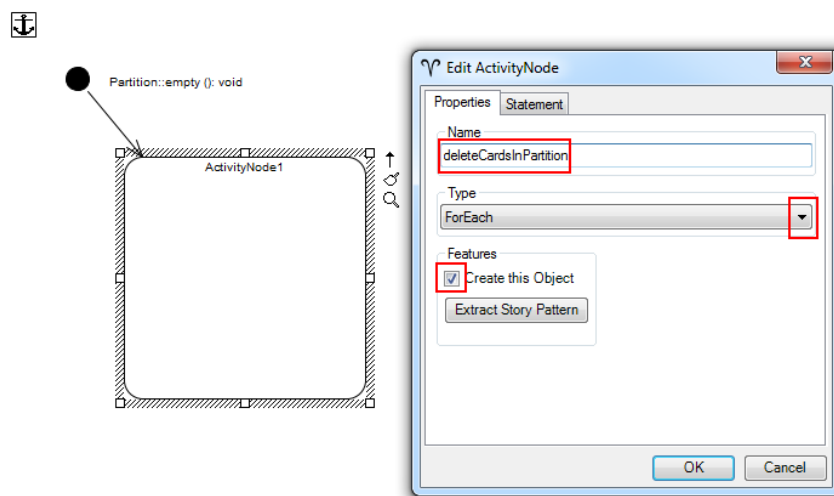 Partition::empty (): void
ActivityNode1
Edit ActivityNode
Properties
Statement
Name
deleteCardsInPartition
Type
ForEach
Features
Create this Object
Extract Story Pattern
OK
Cancel